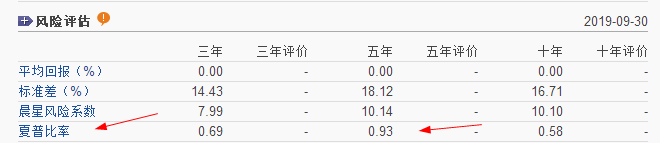 风险评估 2019-09-30
三年 三年评价 五年 五年评价 十年 十年评价
平均回报（%） 0.00 - 0.00 - 0.00 -
标准差（%） 14.43 - 18.12 - 16.71 -
晨星风险系数 7.99 - 10.14 - 10.10 -
夏普比率 0.69 - 0.93 - 0.58 -